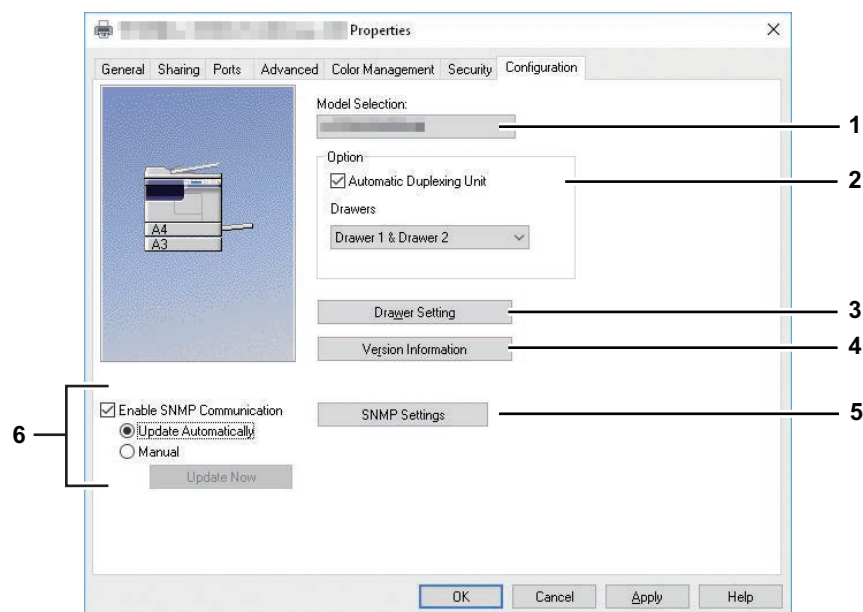 Properties
General Sharing Ports Advanced Color Management Security Configuration
Model Selection:
1
Option
Automatic Duplexing Unit
2
Drawers
Drawer 1 & Drawer 2
A4
A3
Drawer Setting
3
Version Information
4
Enable SNMP Communication
SNMP Settings
5
6
Update Automatically
Manual
Update Now
OK Cancel Apply Help